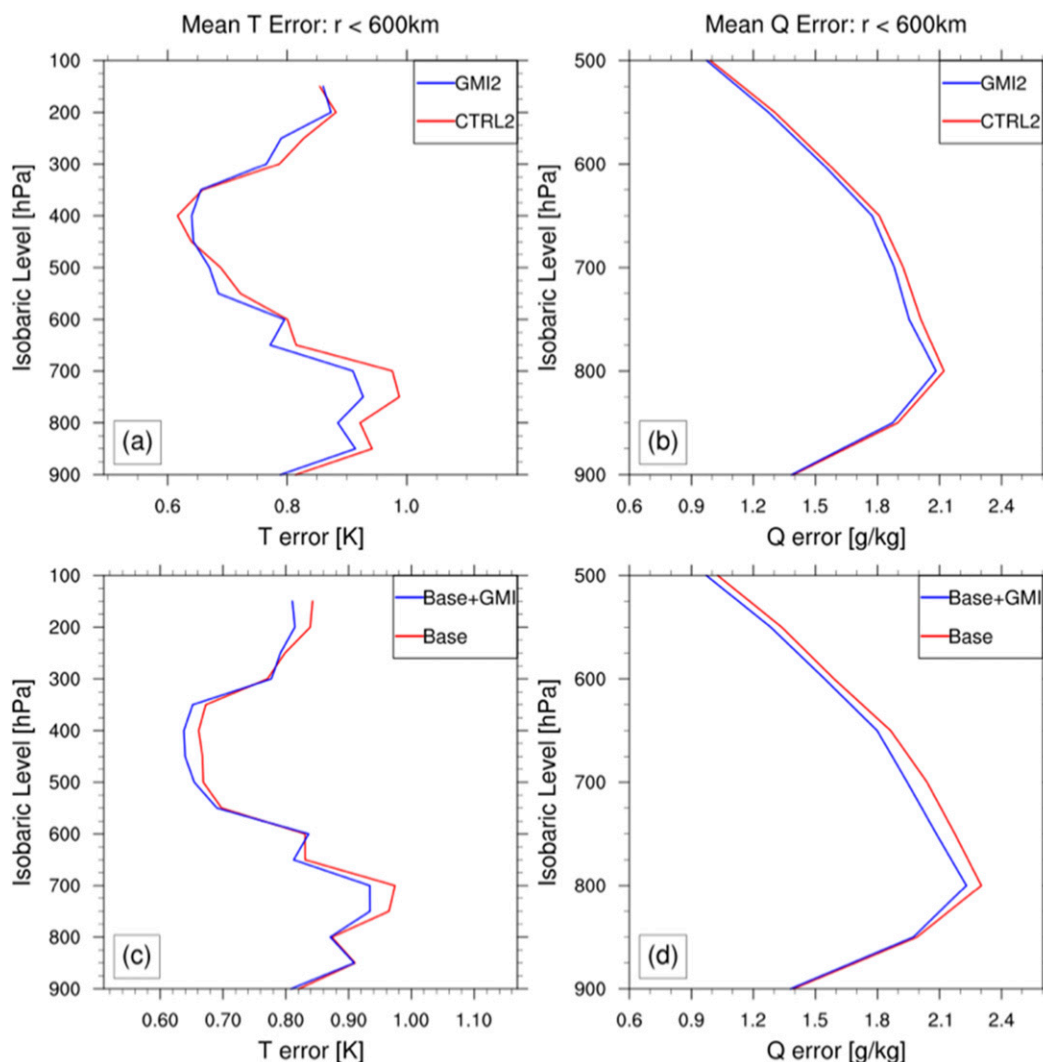 Mean T Error: r < 600km
Mean Q Error: r < 600km
100
200
300
400
500
600
700
800
900
Isobaric Level [hPa]
GMI2
CTRL2
(a)
0.6
0.8
1.0
T error [K]
500
600
700
800
900
Isobaric Level [hPa]
GMI2
CTRL2
(b)
0.6
0.9
1.2
1.5
1.8
2.1
2.4
Q error [g/kg]
100
200
300
400
500
600
700
800
900
Isobaric Level [hPa]
Base+GMI
Base
(c)
0.60
0.70
0.80
0.90
1.00
1.10
T error [K]
500
600
700
800
900
Isobaric Level [hPa]
Base+GMI
Base
(d)
0.6
0.9
1.2
1.5
1.8
2.1
2.4
Q error [g/kg]